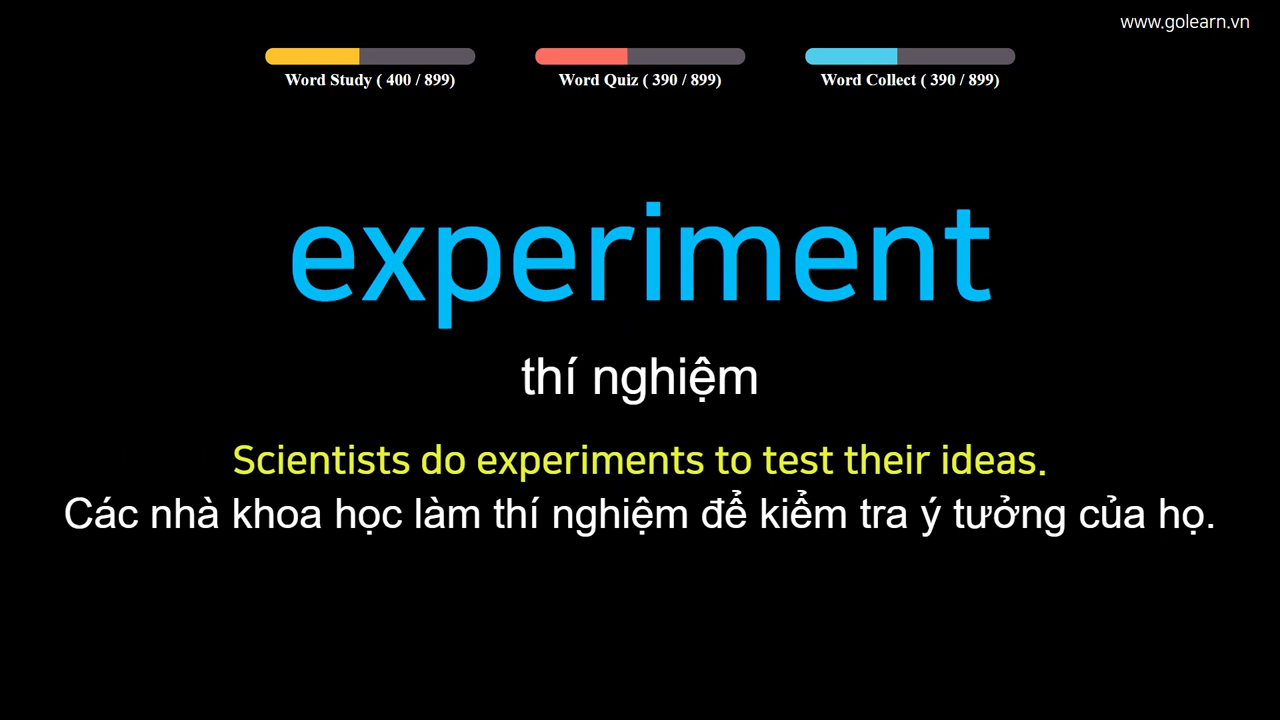 www.golearn.vn
Word Study ( 400 / 899)
Word Quiz ( 390 / 899)
Word Collect ( 390 / 899)
experiment
thí nghiệm
Scientists do experiments to test their ideas.
Các nhà khoa học làm thí nghiệm để kiểm tra ý tưởng của họ.